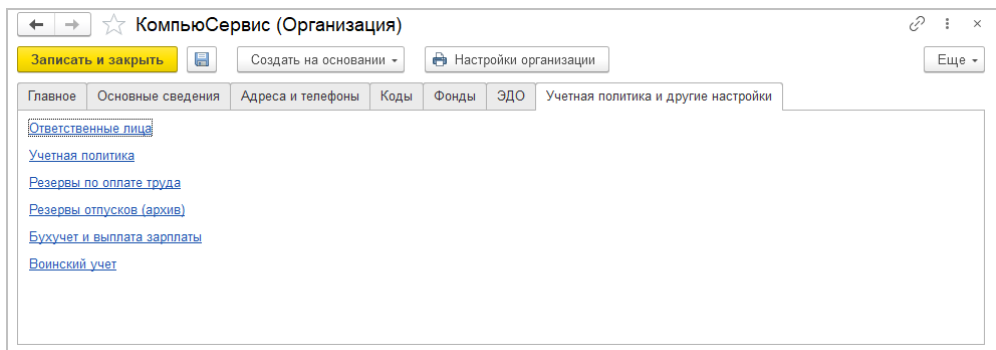 КомпьюСервис (Организация)
Записать и закрыть Создать на основании Настройки организации Еще
Главное Основные сведения Адреса и телефоны Коды Фонды ЭДО Учетная политика и другие настройки
Ответственные лица
Учетная политика
Резервы по оплате труда
Резервы отпусков (архив)
Бухучет и выплата зарплаты
Воинский учет